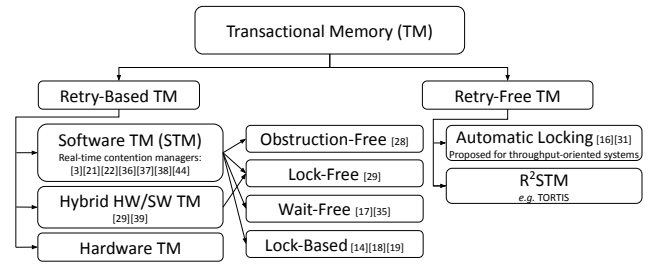 Transactional Memory (TM)
Retry-Based TM
Retry-Free TM
Software TM (STM)
Real-time contention managers:
[3][21][22][36][37][38][44]
Hybrid HW/SW TM
[29][39]
Hardware TM
Obstruction-Free [28]
Lock-Free [29]
Wait-Free [17][35]
Lock-Based [14][18][19]
Automatic Locking [16][31]
Proposed for throughput-oriented systems
R²STM
e.g. TORTIS